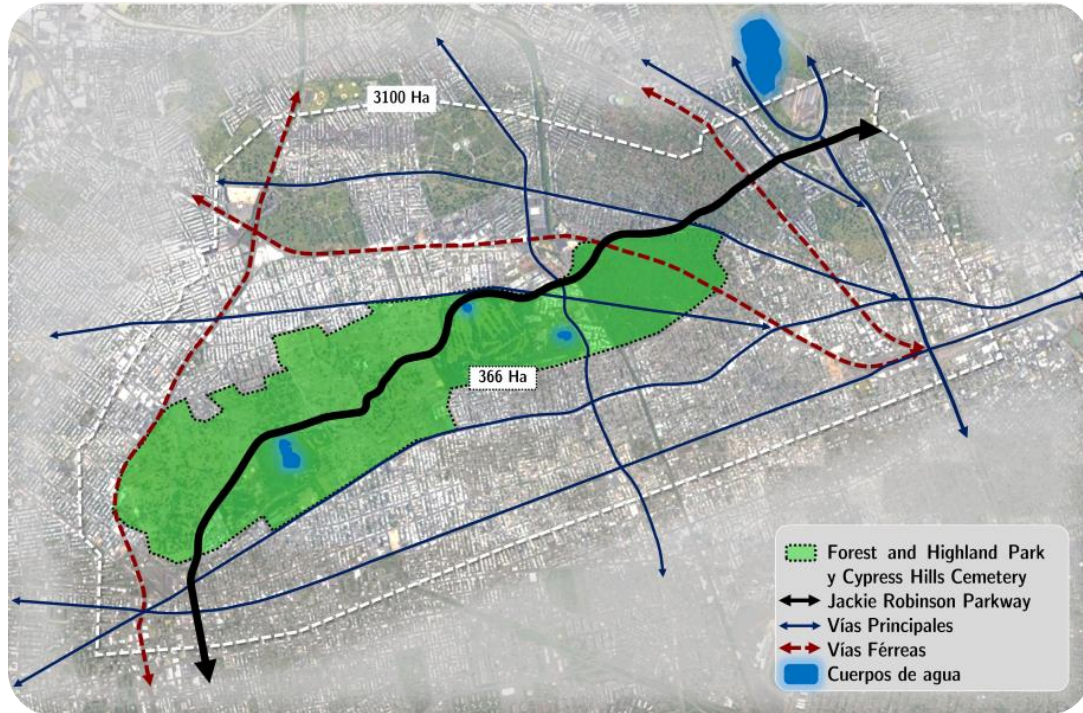 3100 Ha
366 Ha
Forest and Highland Park
y Cypress Hills Cemetery
Jackie Robinson Parkway
Vías Principales
Vías Férreas
Cuerpos de agua